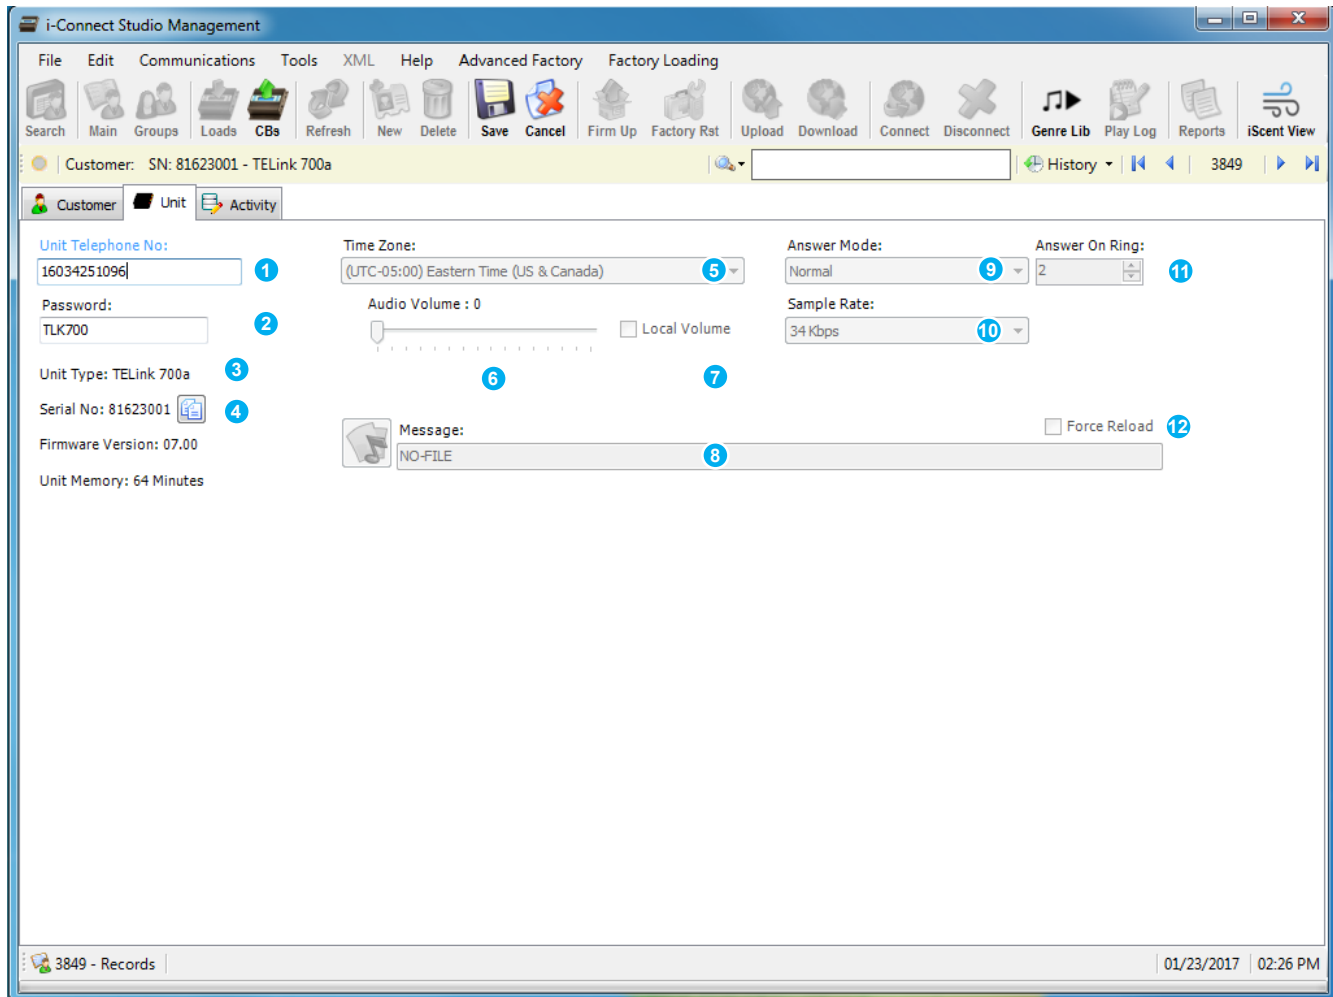 i-Connect Studio Management
File Edit Communications Tools XML Help Advanced Factory Factory Loading
Search Main Groups Loads CBs Refresh New Delete Save Cancel Firm Up Factory Rst Upload Download Connect Disconnect Genre Lib Play Log Reports iScent View
Customer: SN: 81623001 - TELink 700a History 3849
Customer Unit Activity
Unit Telephone No: Time Zone: Answer Mode: Answer On Ring:
16034251096 1 (UTC-05:00) Eastern Time (US & Canada) 5 Normal 9 2 11
Password: Audio Volume : 0 Sample Rate:
TLK700 2 Local Volume 34 Kbps 10
Unit Type: TELink 700a 3 6 7
Serial No: 81623001 4
Message: Force Reload 12
Firmware Version: 07.00 NO-FILE 8
Unit Memory: 64 Minutes
3849 - Records 01/23/2017 02:26 PM